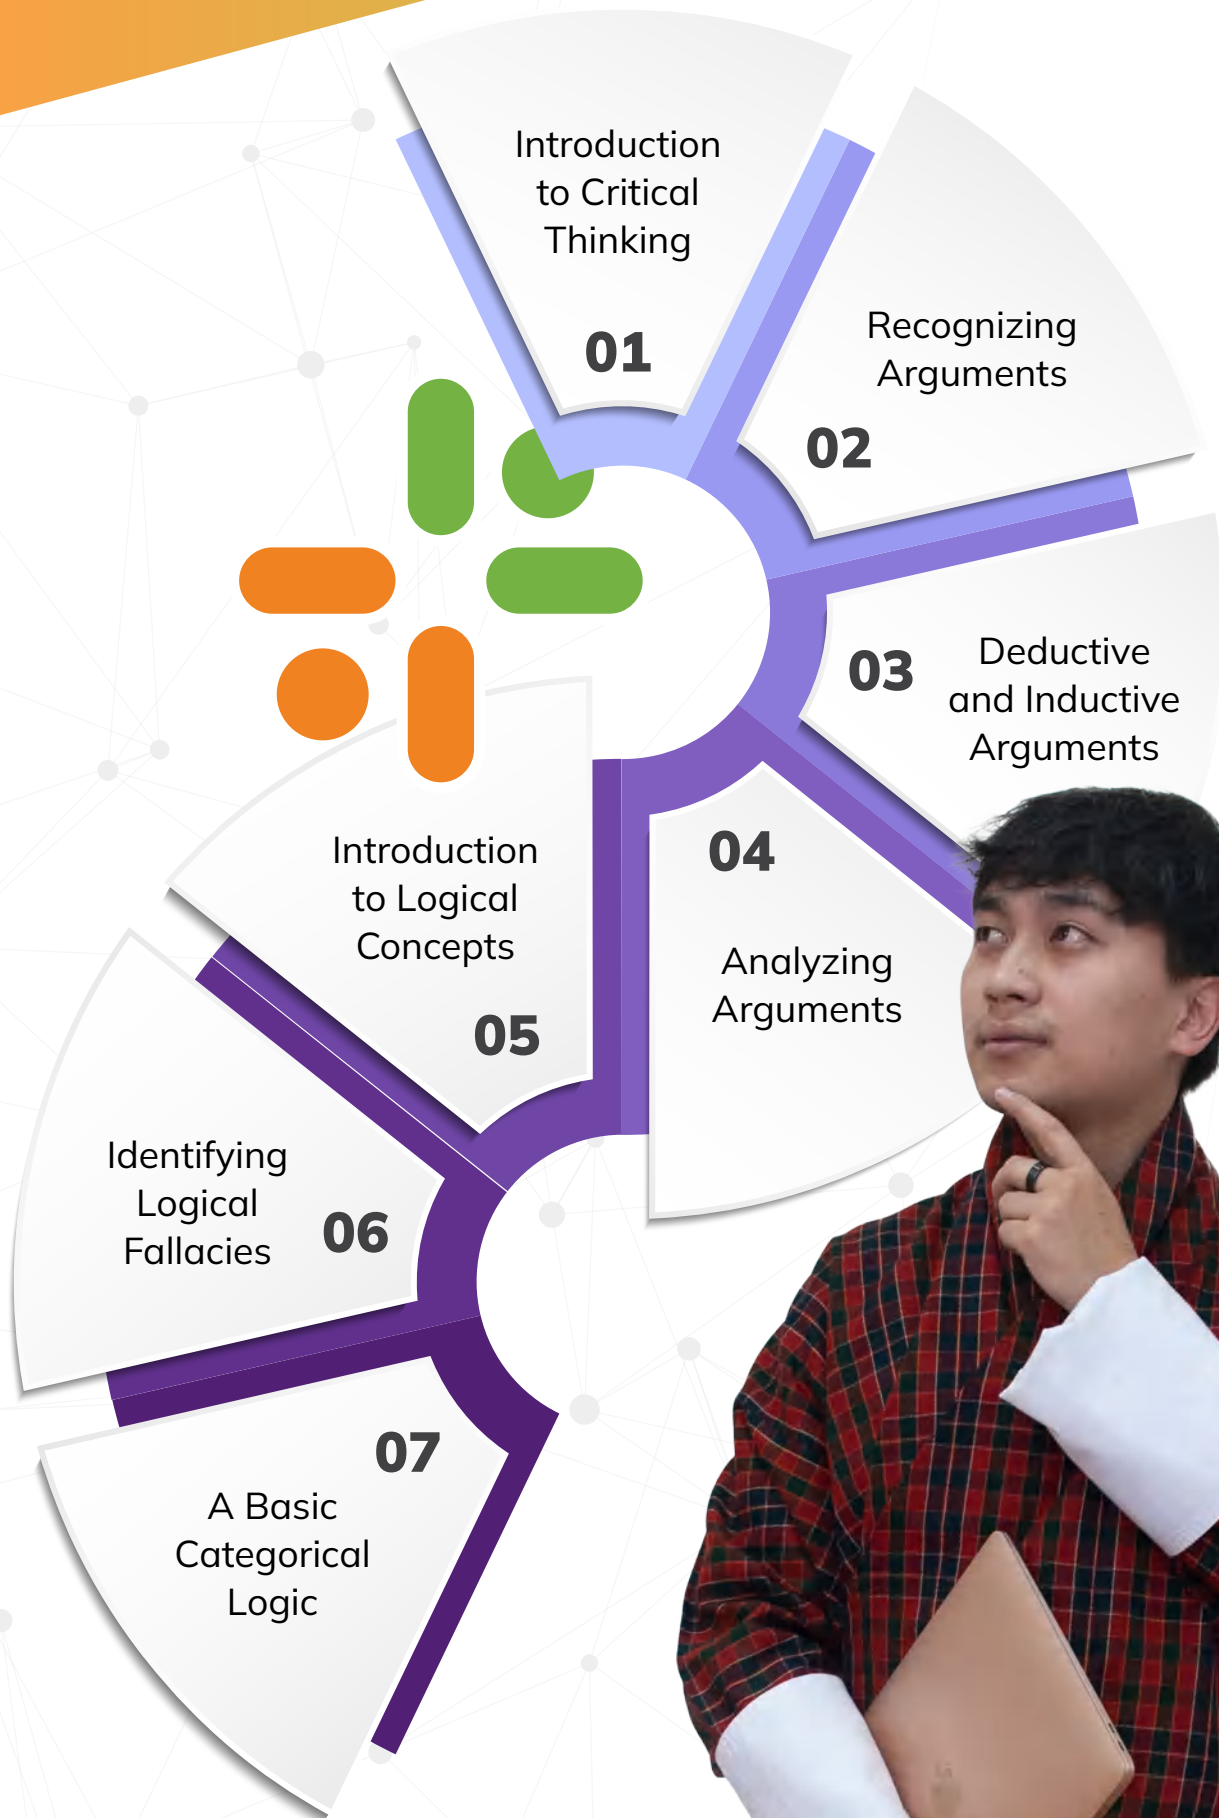 Introduction
to Critical
Thinking
01
Recognizing
Arguments
02
03
Deductive
and Inductive
Arguments
04
Analyzing
Arguments
Introduction
to Logical
Concepts
05
Identifying
Logical
Fallacies
06
07
A Basic
Categorical
Logic